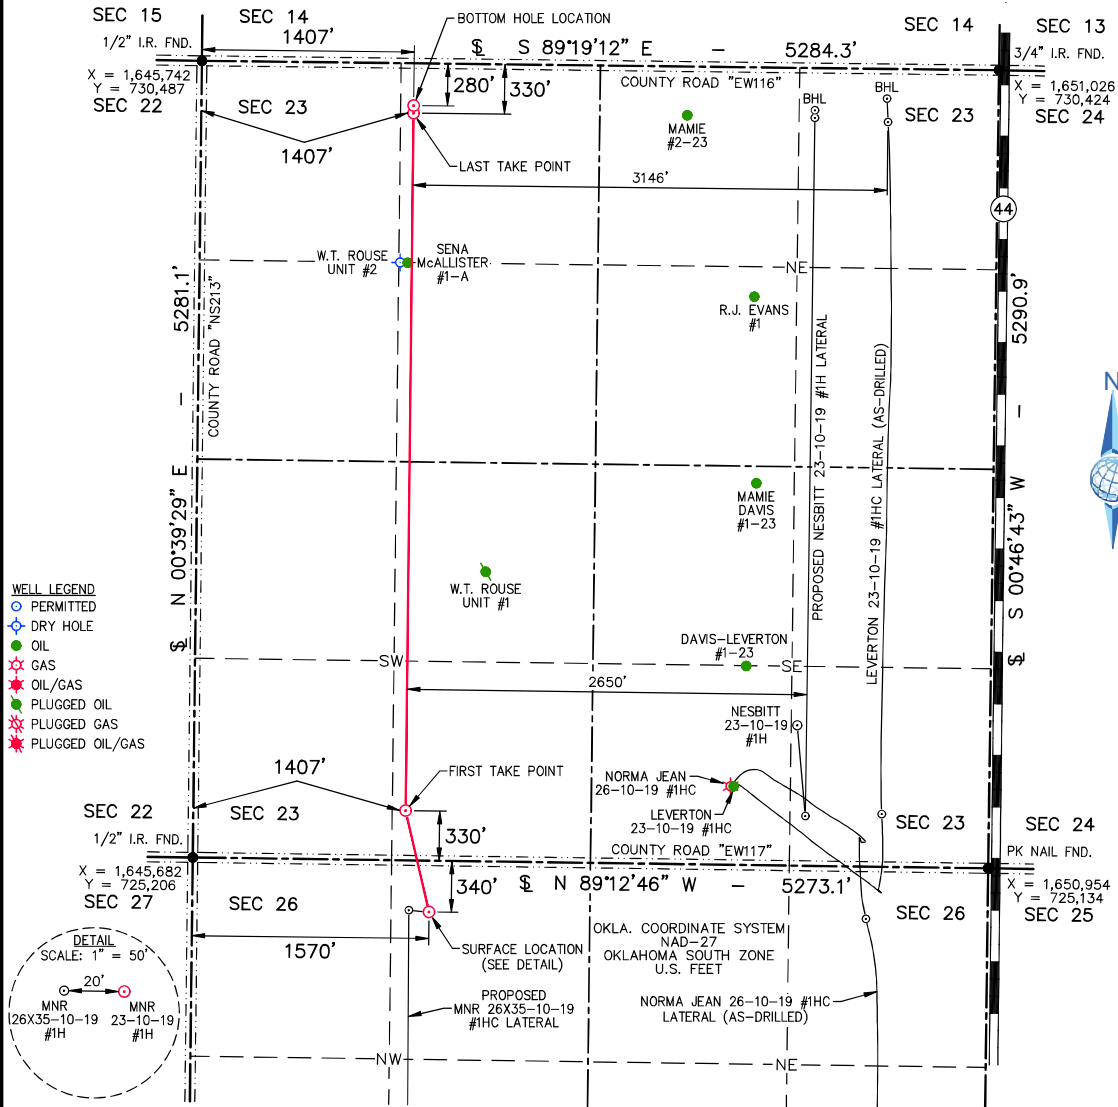 SEC 15
SEC 14
1407'
BOTTOM HOLE LOCATION
℄ S 89°19'12" E - 5284.3'
SEC 14
SEC 13
1/2" I.R. FND.
3/4" I.R. FND.
X = 1,645,742
Y = 730,487
280'
330'
COUNTY ROAD "EW116"
BHL
BHL
X = 1,651,026
Y = 730,424
SEC 22
SEC 23
SEC 23
SEC 24
MAMIE
#2-23
1407'
LAST TAKE POINT
3146'
44
W.T. ROUSE
UNIT #2
SENA
McALLISTER
#1-A
NE
R.J. EVANS
#1
5281.1'
COUNTY ROAD "NS213"
5290.9'
PROPOSED NESBITT 23-10-19 #1H LATERAL
LEVERTON 23-10-19 #1HC LATERAL (AS-DRILLED)
N
℄ N 00°39'29" E -
℄ S 00°46'43" W -
MAMIE
DAVIS
#1-23
W.T. ROUSE
UNIT #1
WELL LEGEND
PERMITTED
DRY HOLE
OIL
GAS
OIL/GAS
PLUGGED OIL
PLUGGED GAS
PLUGGED OIL/GAS
SW
DAVIS-LEVERTON
#1-23
SE
2650'
NESBITT
23-10-19
#1H
1407'
FIRST TAKE POINT
NORMA JEAN
26-10-19 #1HC
LEVERTON
23-10-19 #1HC
SEC 22
SEC 23
330'
SEC 23
SEC 24
1/2" I.R. FND.
COUNTY ROAD "EW117"
PK NAIL FND.
X = 1,645,682
Y = 725,206
340'
℄ N 89°12'46" W - 5273.1'
X = 1,650,954
Y = 725,134
SEC 27
SEC 26
SEC 26
SEC 25
1570'
SURFACE LOCATION
(SEE DETAIL)
OKLA. COORDINATE SYSTEM
NAD-27
OKLAHOMA SOUTH ZONE
U.S. FEET
DETAIL
SCALE: 1" = 50'
20'
MNR
26X35-10-19
#1H
MNR
23-10-19
#1H
PROPOSED
MNR 26X35-10-19
#1HC LATERAL
NORMA JEAN 26-10-19 #1HC
LATERAL (AS-DRILLED)
NW
NE